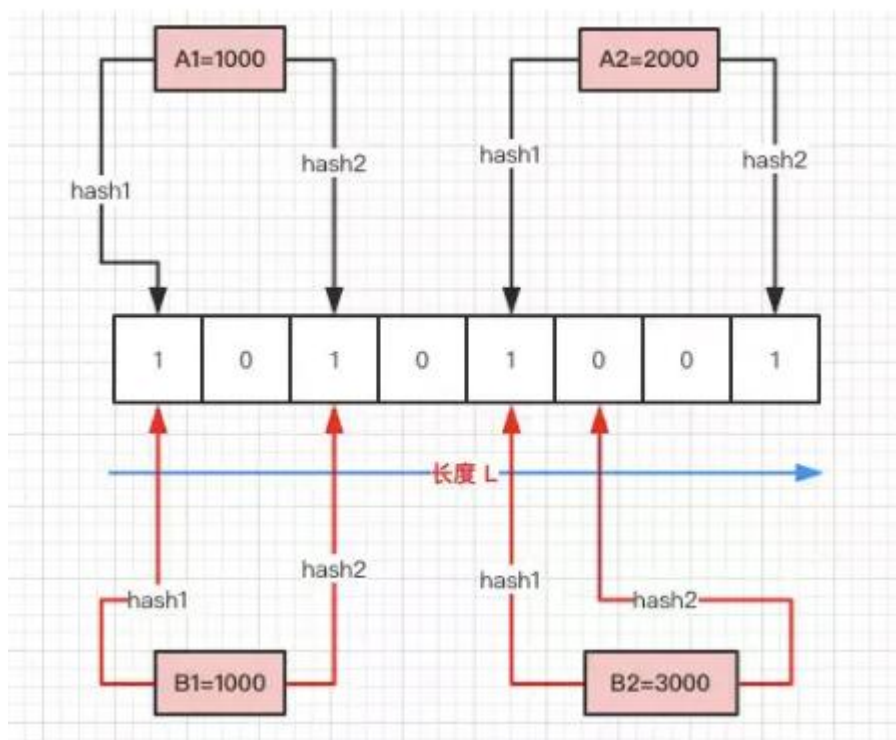 A1=1000
A2=2000
hash1
hash2
hash1
hash2
1 0 1 0 1 0 0 1
长度 L
hash1
hash2
hash1
hash2
B1=1000
B2=3000